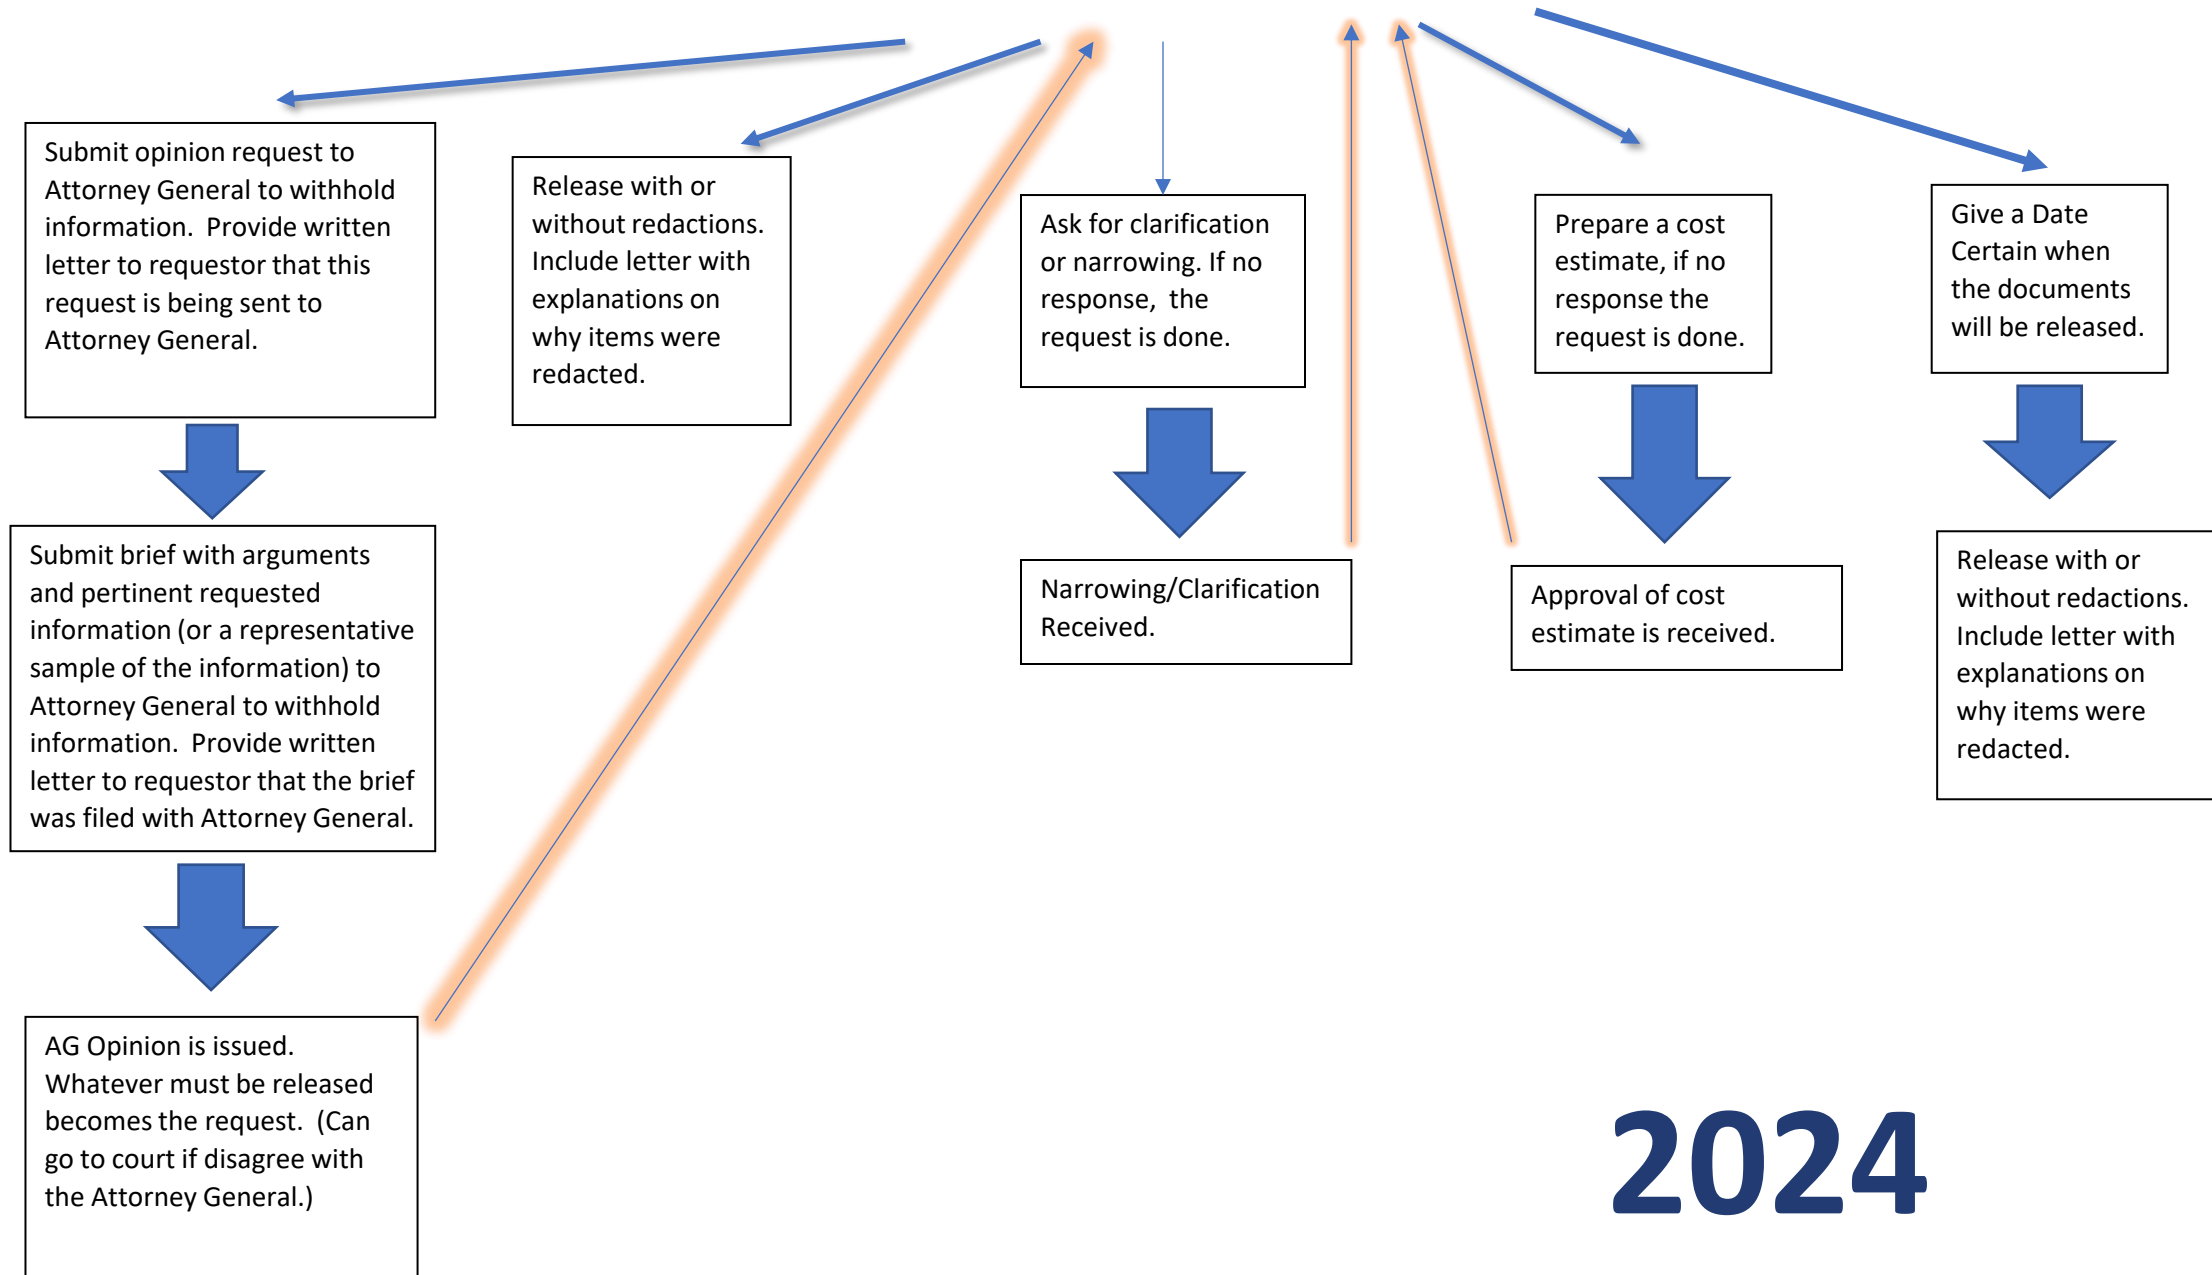 Submit opinion request to
Attorney General to withhold
information.  Provide written
letter to requestor that this
request is being sent to
Attorney General.
Release with or
without redactions.
Include letter with
explanations on
why items were
redacted.
Ask for clarification
or narrowing. If no
response,  the
request is done.
Prepare a cost
estimate, if no
response the
request is done.
Give a Date
Certain when
the documents
will be released.
Submit brief with arguments
and pertinent requested
information (or a representative
sample of the information) to
Attorney General to withhold
information.  Provide written
letter to requestor that the brief
was filed with Attorney General.
Narrowing/Clarification
Received.
Approval of cost
estimate is received.
Release with or
without redactions.
Include letter with
explanations on
why items were
redacted.
AG Opinion is issued.
Whatever must be released
becomes the request.  (Can
go to court if disagree with
the Attorney General.)
2024